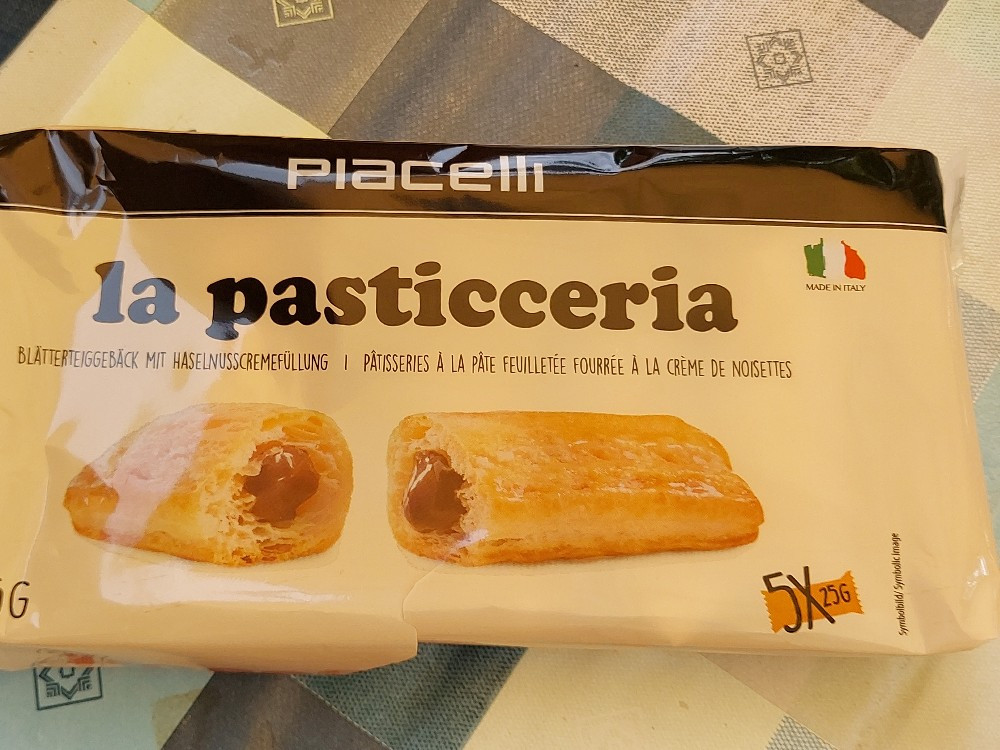 Piacelli
la pasticceria
MADE IN ITALY
BLÄTTERTEIGGEBÄCK MIT HASELNUSSCREMEFÜLLUNG | PÂTISSERIES À LA PÂTE FEUILLETÉE FOURRÉE À LA CRÈME DE NOISETTES
5X 25G
Symbolbild/Symbolic image